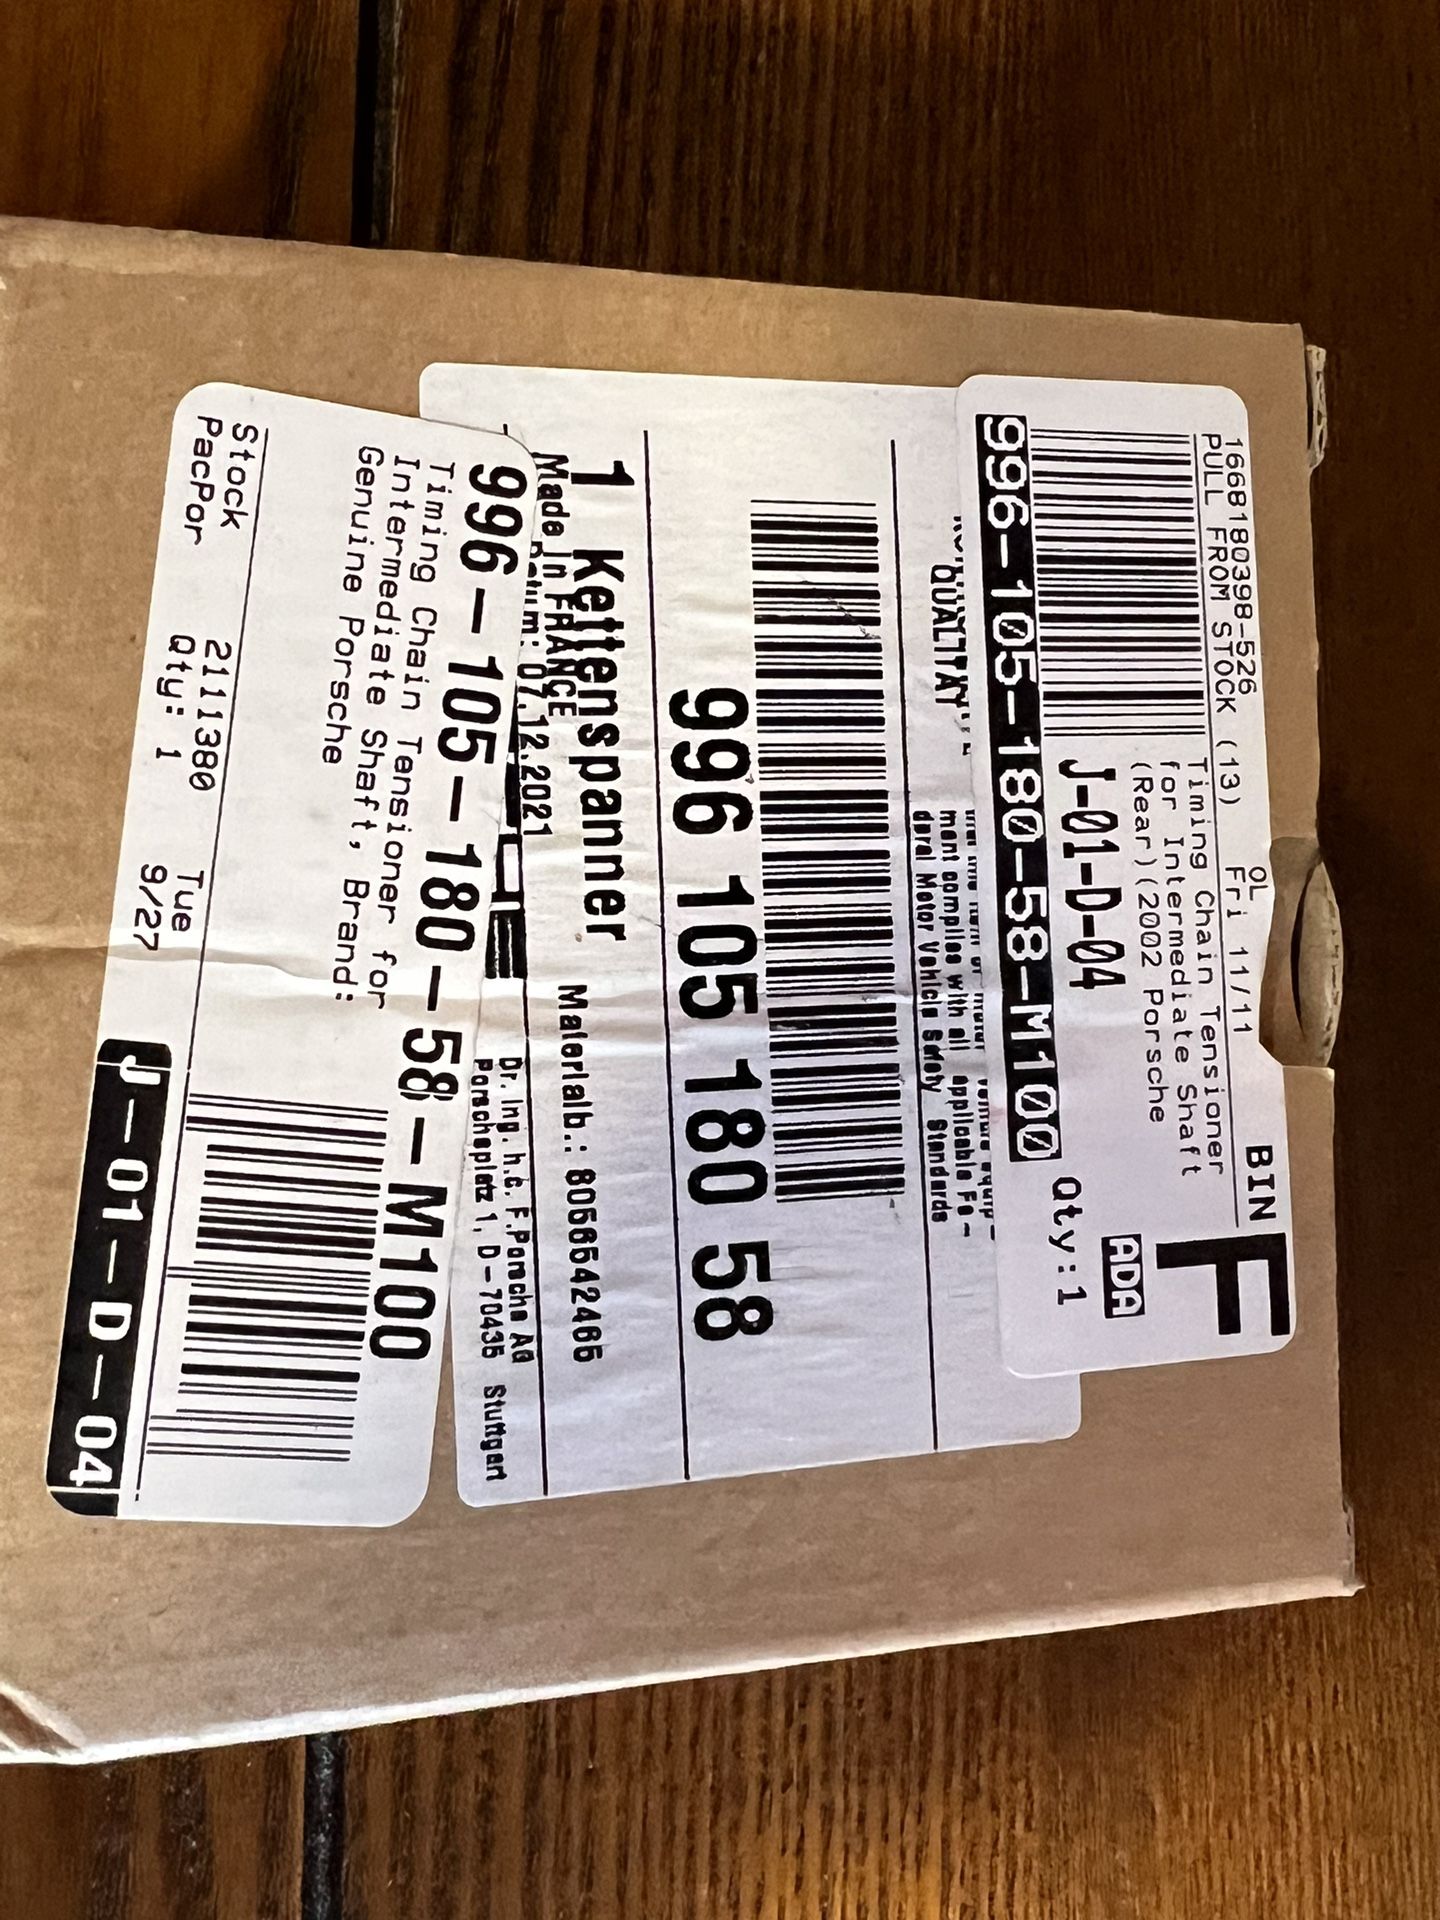 1668180398-526 OL BIN
PULL FROM STOCK (13) Fri 11/11
F
Timing Chain Tensioner
for Intermediate Shaft
(Rear)(2002 Porsche
J-01-D-04
ADA
996-105-180-58-M100 Qty:1
QUALITAT
ment complies with all applicable Fe-
deral Motor Vehicle Safety Standards
996 105 180 58
1 Kettenspanner Materialb.: 80665424665
Made in FRANCE
Datum: 07.12.2021
Dr. Ing. h.c. F.Porsche AG
Porscheplatz 1, D-70435 Stuttgart
996-105-180-58-M100
Timing Chain Tensioner for
Intermediate Shaft, Brand:
Genuine Porsche
Stock 2111380 Tue
PacPor Qty: 1 9/27
J-01-D-04